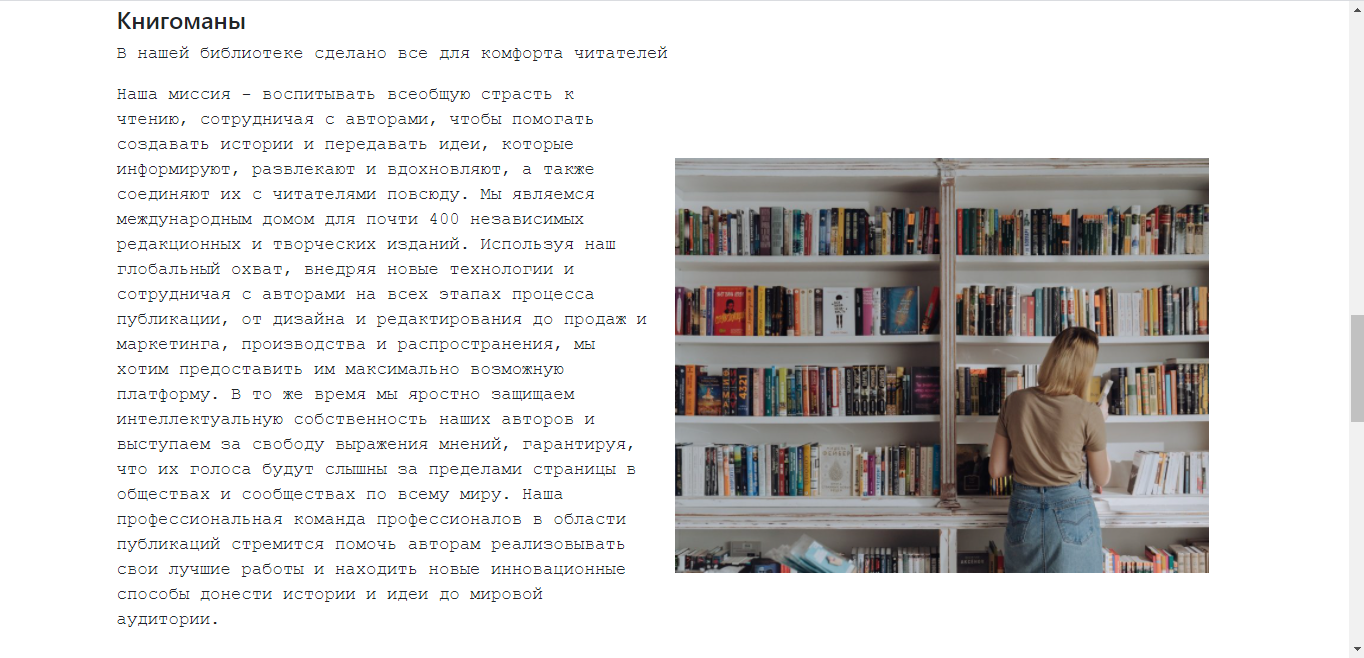 Книгоманы
В нашей библиотеке сделано все для комфорта читателей
Наша миссия - воспитывать всеобщую страсть к
чтению, сотрудничая с авторами, чтобы помогать
создавать истории и передавать идеи, которые
информируют, развлекают и вдохновляют, а также
соединяют их с читателями повсюду. Мы являемся
международным домом для почти 400 независимых
редакционных и творческих изданий. Используя наш
глобальный охват, внедряя новые технологии и
сотрудничая с авторами на всех этапах процесса
публикации, от дизайна и редактирования до продаж и
маркетинга, производства и распространения, мы
хотим предоставить им максимально возможную
платформу. В то же время мы яростно защищаем
интеллектуальную собственность наших авторов и
выступаем за свободу выражения мнений, гарантируя,
что их голоса будут слышны за пределами страницы в
обществах и сообществах по всему миру. Наша
профессиональная команда профессионалов в области
публикаций стремится помочь авторам реализовывать
свои лучшие работы и находить новые инновационные
способы донести истории и идеи до мировой
аудитории.
4321